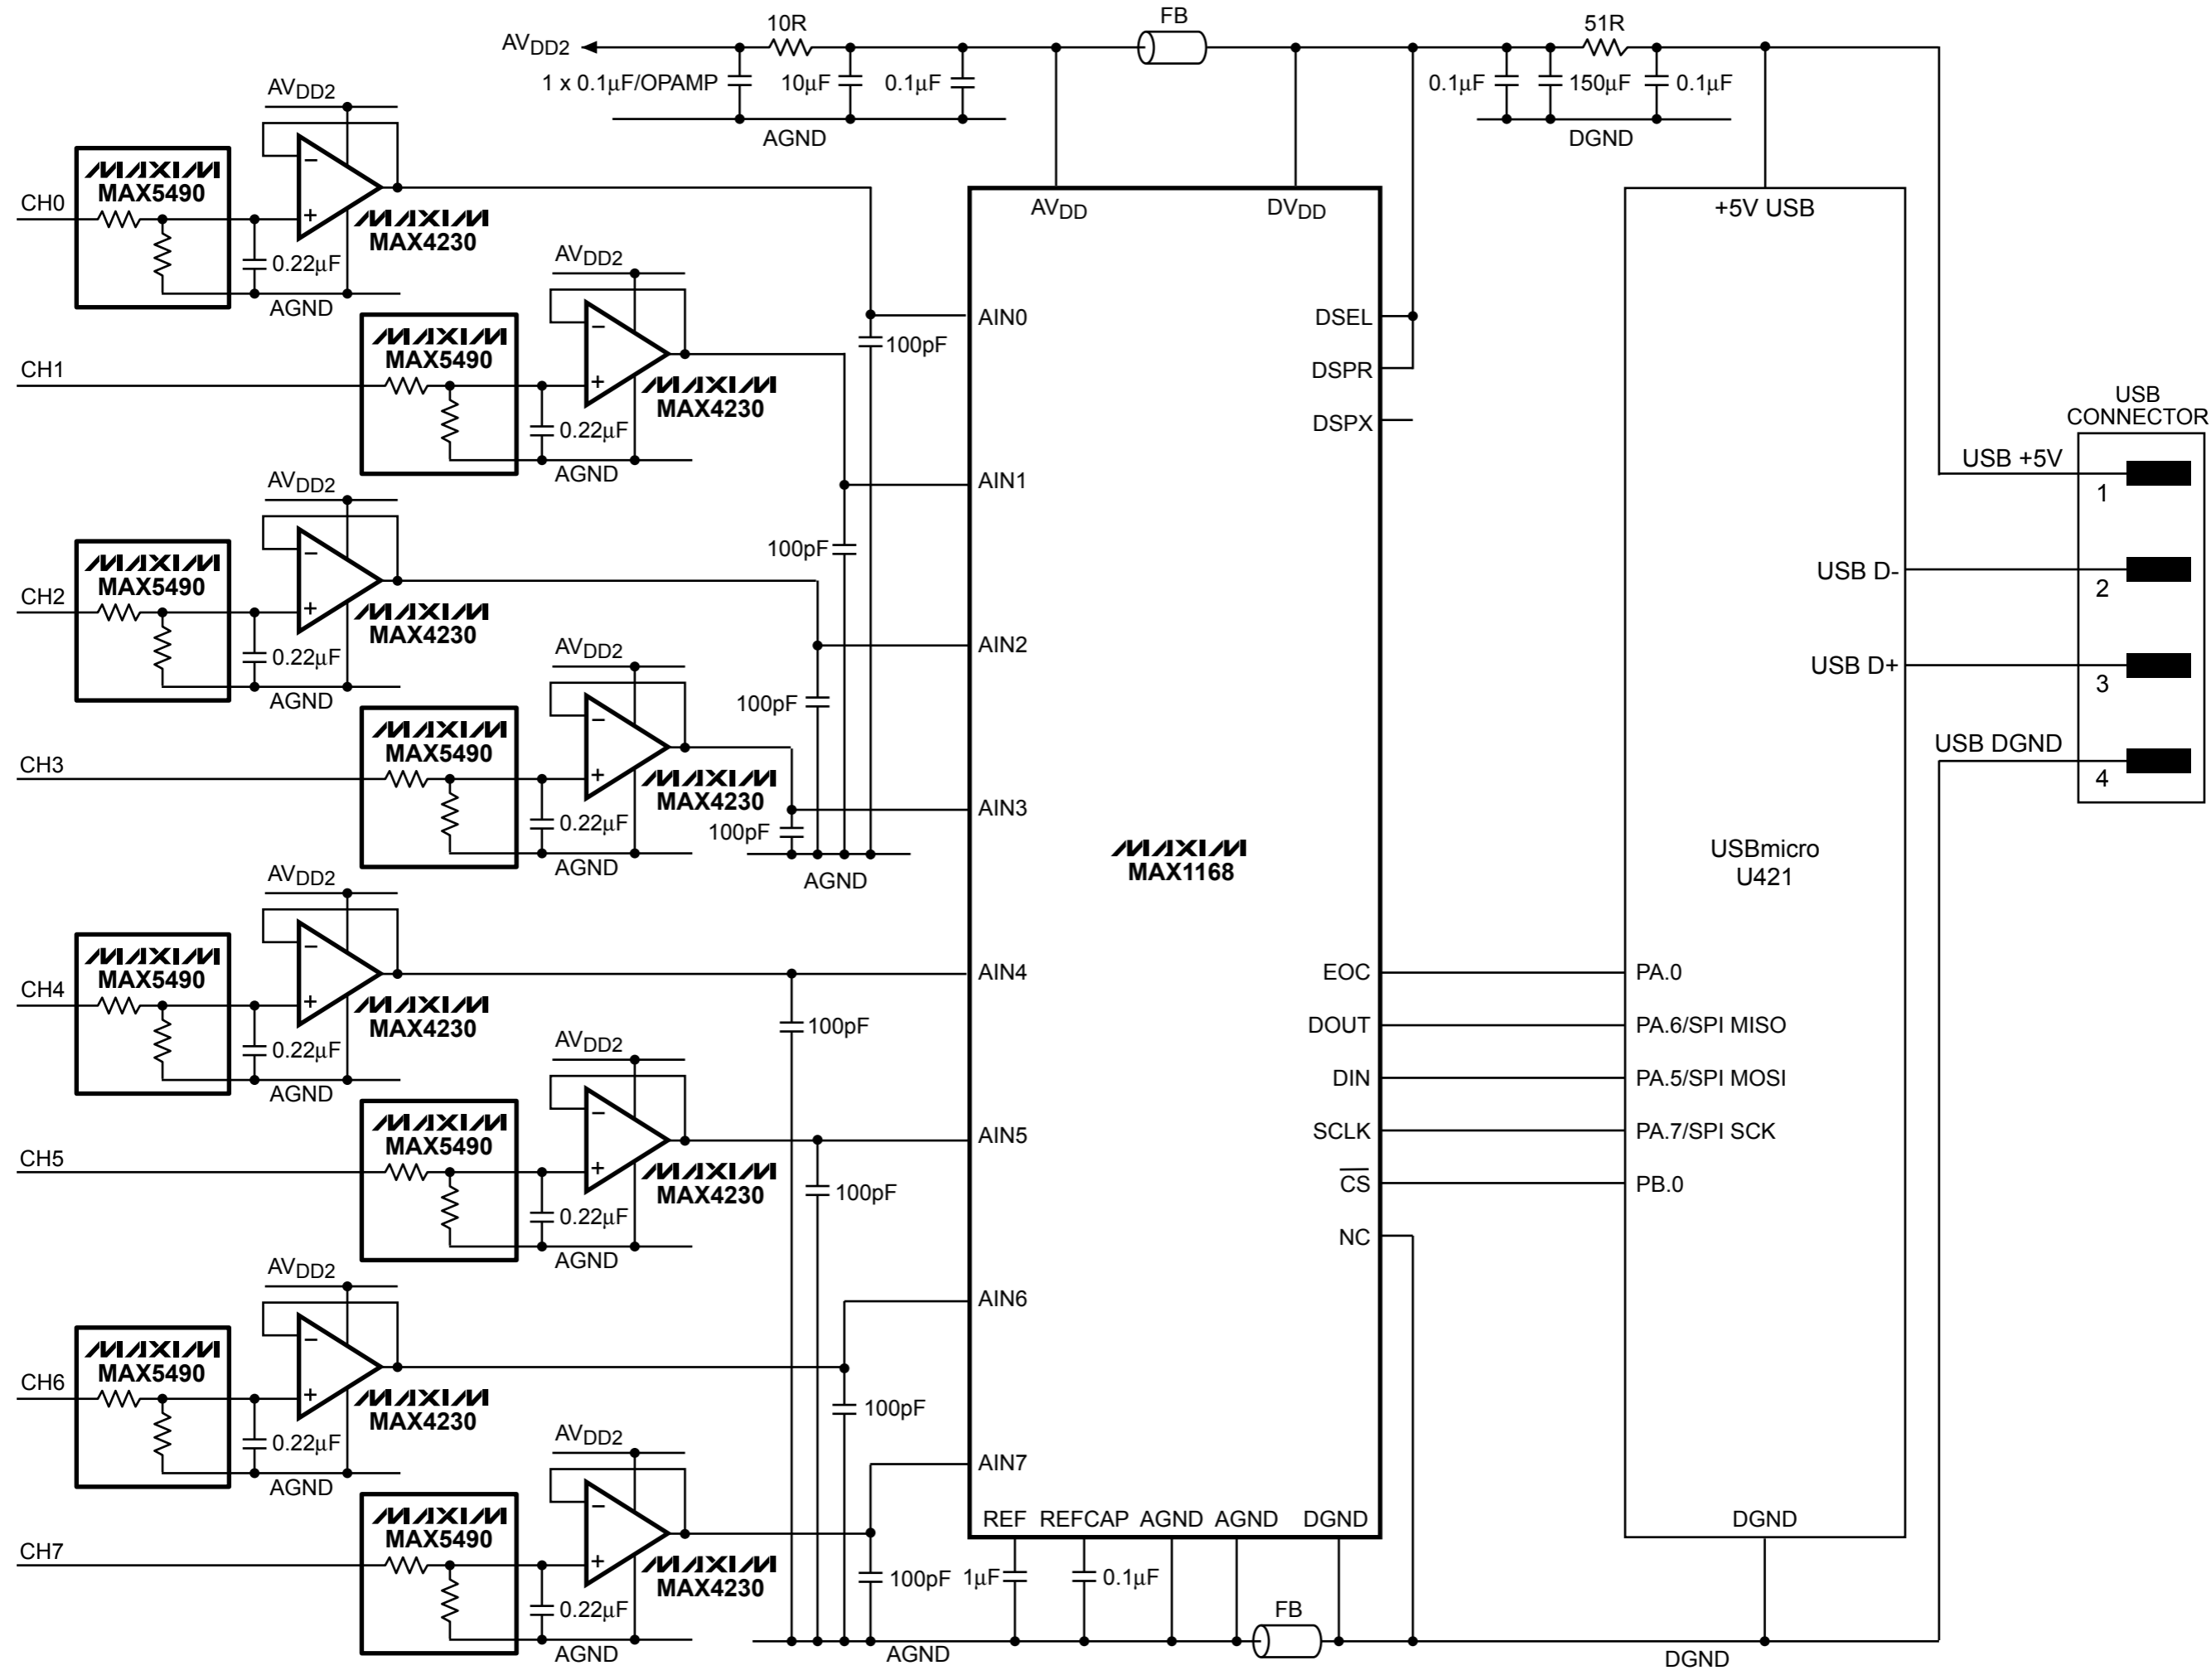 10R
FB
51R
AVDD2
1 x 0.1µF/OPAMP
10µF
0.1µF
0.1µF
150µF
0.1µF
AGND
DGND
AVDD2
MAXIM
MAX5490
CH0
MAXIM
MAX4230
0.22µF
AGND
AVDD2
MAXIM
MAX5490
CH1
MAXIM
MAX4230
0.22µF
AGND
AVDD2
MAXIM
MAX5490
CH2
MAXIM
MAX4230
0.22µF
AGND
AVDD2
MAXIM
MAX5490
CH3
MAXIM
MAX4230
0.22µF
AGND
AVDD2
MAXIM
MAX5490
CH4
MAXIM
MAX4230
0.22µF
AGND
AVDD2
MAXIM
MAX5490
CH5
MAXIM
MAX4230
0.22µF
AGND
AVDD2
MAXIM
MAX5490
CH6
MAXIM
MAX4230
0.22µF
AGND
AVDD2
MAXIM
MAX5490
CH7
MAXIM
MAX4230
0.22µF
AGND
100pF
100pF
100pF
100pF
AGND
100pF
100pF
100pF
100pF
AGND
AVDD
DVDD
AIN0
AIN1
AIN2
AIN3
AIN4
AIN5
AIN6
AIN7
DSEL
DSPR
DSPX
MAXIM
MAX1168
EOC
DOUT
DIN
SCLK
CS
NC
REF
REFCAP
AGND
AGND
DGND
1µF
0.1µF
FB
DGND
+5V USB
USB D-
USB D+
USBmicro
U421
PA.0
PA.6/SPI MISO
PA.5/SPI MOSI
PA.7/SPI SCK
PB.0
DGND
USB
CONNECTOR
USB +5V
1
2
3
USB DGND
4